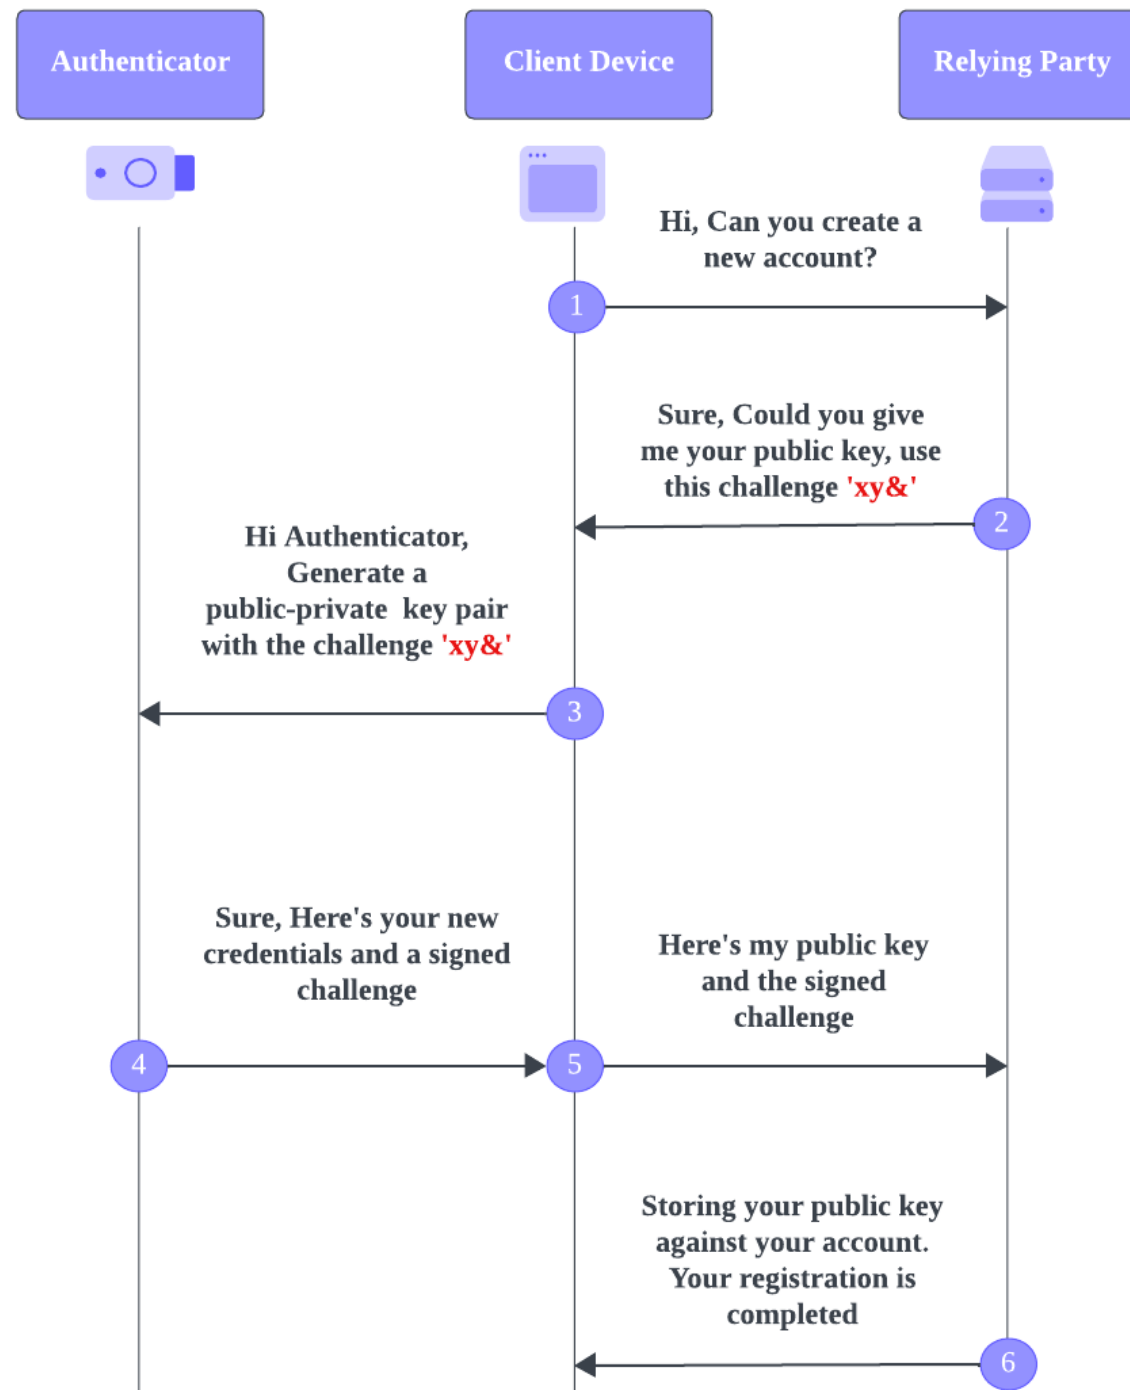 Authenticator
Client Device
Relying Party
Hi, Can you create a
new account?
1
Sure, Could you give
me your public key, use
this challenge 'xy&'
2
Hi Authenticator,
Generate a
public-private  key pair
with the challenge 'xy&'
3
Sure, Here's your new
credentials and a signed
challenge
4
Here's my public key
and the signed
challenge
5
Storing your public key
against your account.
Your registration is
completed
6